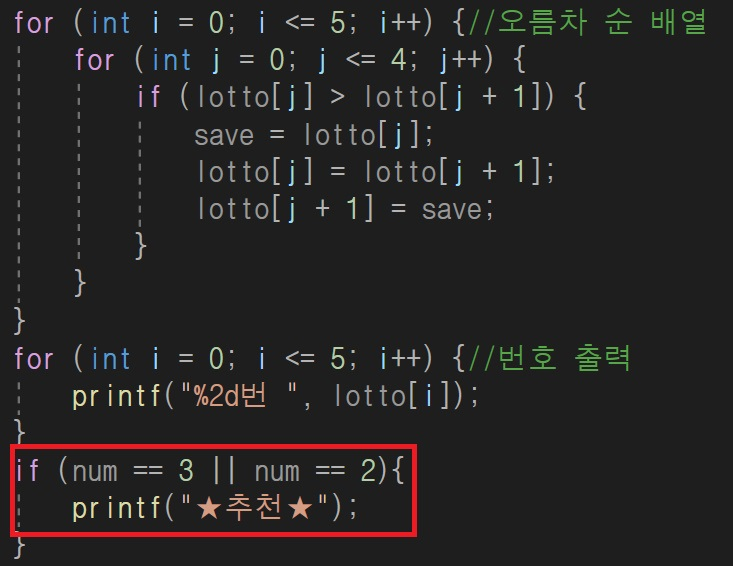 for (int i = 0; i <= 5; i++) {//오름차 순 배열
for (int j = 0; j <= 4; j++) {
if (lotto[j] > lotto[j + 1]) {
save = lotto[j];
lotto[j] = lotto[j + 1];
lotto[j + 1] = save;
}
}
}
for (int i = 0; i <= 5; i++) {//번호 출력
printf("%2d번 ", lotto[i]);
}
if (num == 3 || num == 2){
printf("★추천★");
}